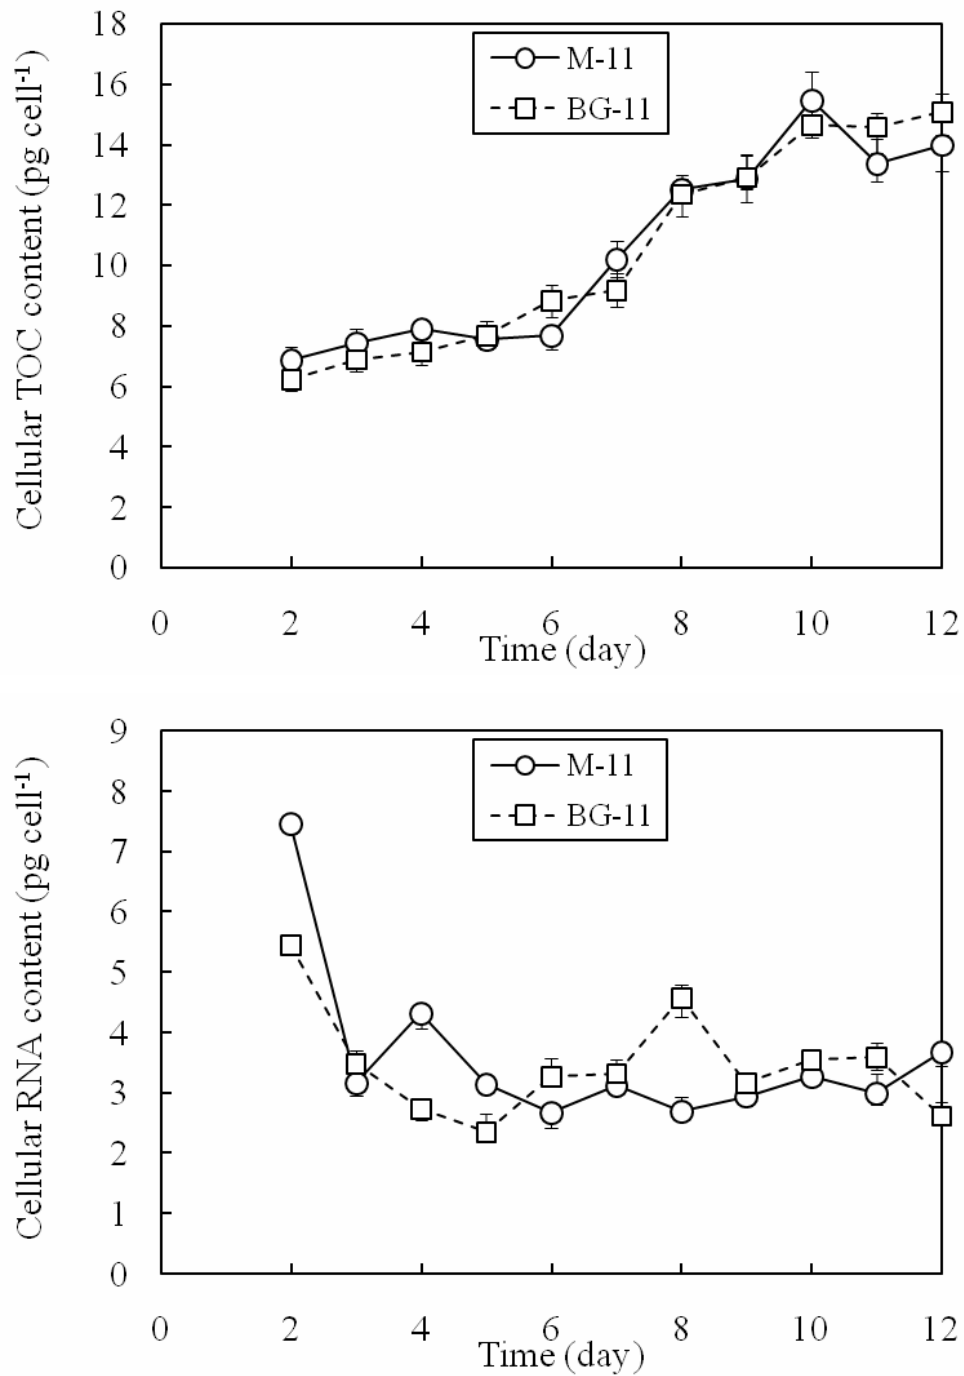 Cellular TOC content (pg cell-1)
18
16
14
12
10
8
6
4
2
0
M-11
BG-11
0 2 4 6 8 10 12
Time (day)
Cellular RNA content (pg cell-1)
9
8
7
6
5
4
3
2
1
0
M-11
BG-11
0 2 4 6 8 10 12
Time (day)